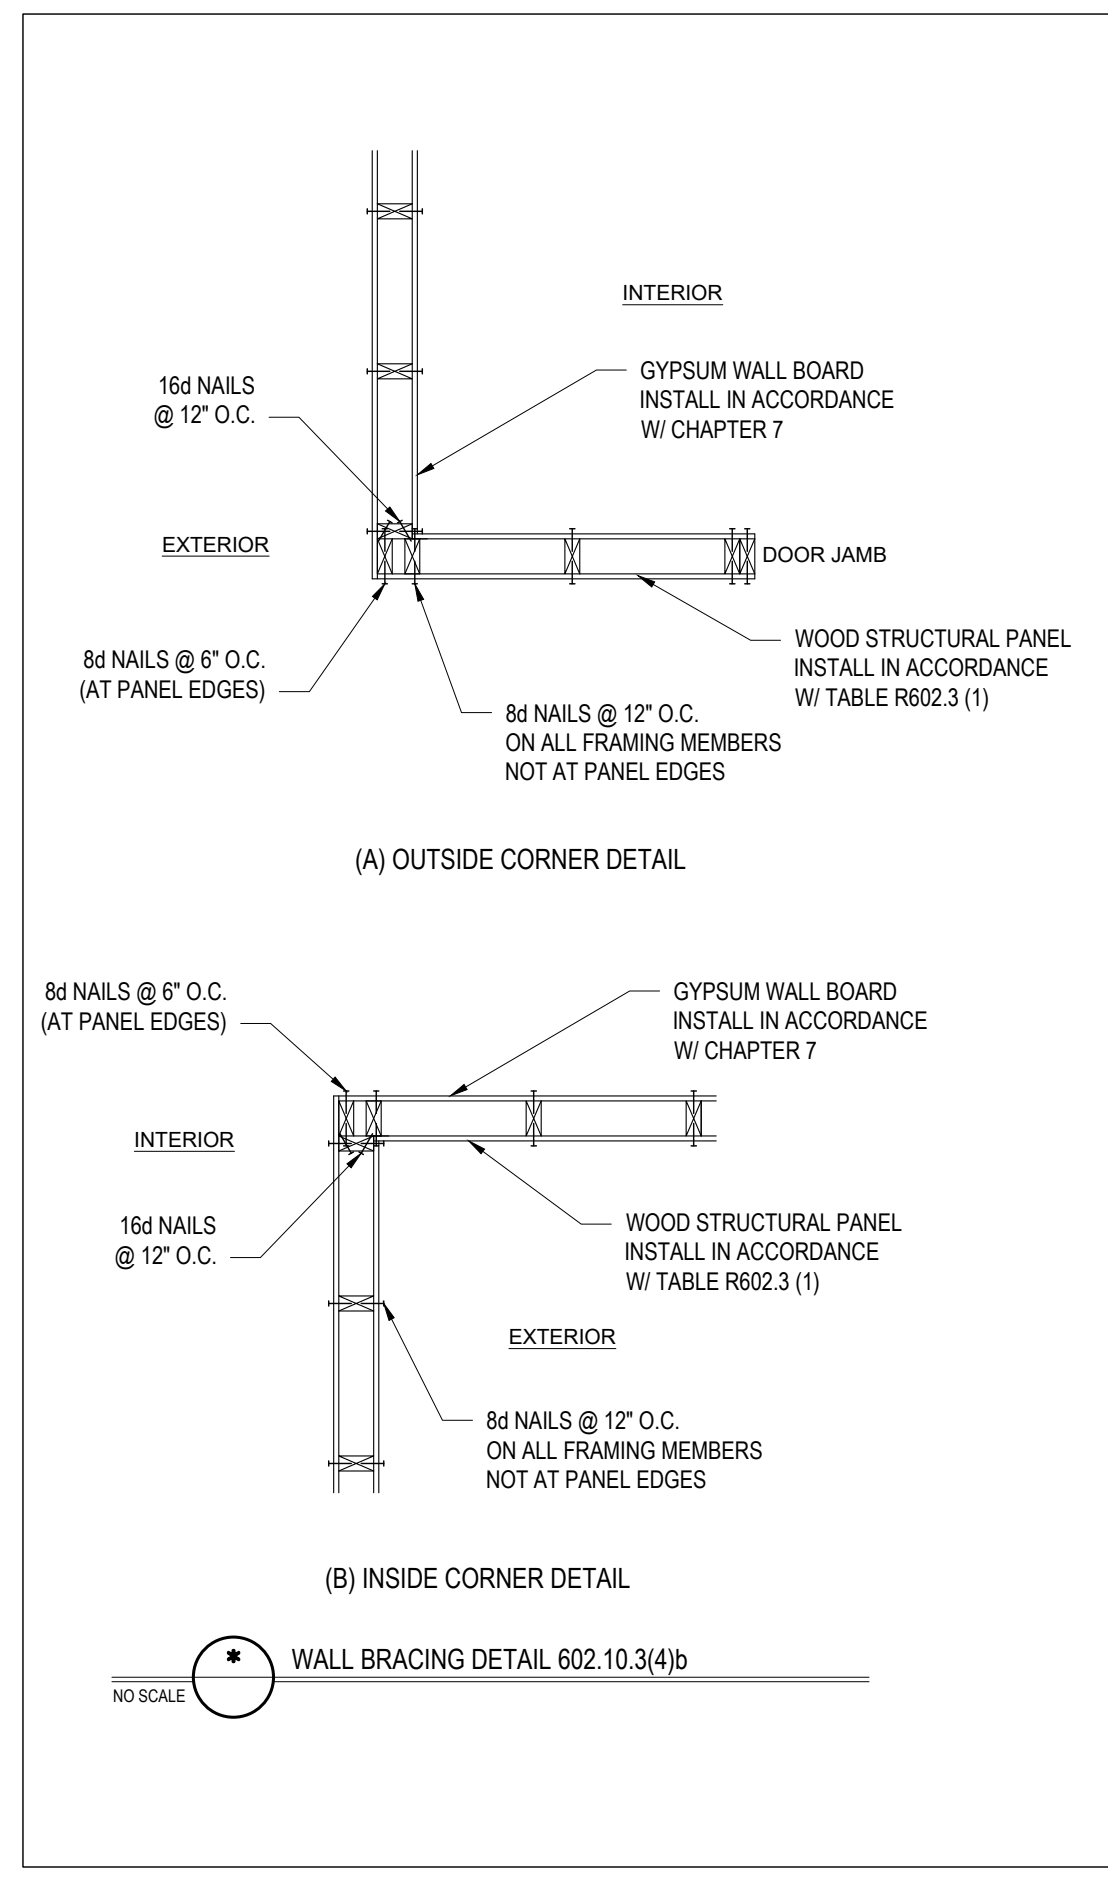 INTERIOR
GYPSUM WALL BOARD
INSTALL IN ACCORDANCE
W/ CHAPTER 7
16d NAILS
@ 12" O.C.
EXTERIOR
DOOR JAMB
WOOD STRUCTURAL PANEL
INSTALL IN ACCORDANCE
W/ TABLE R602.3 (1)
8d NAILS @ 6" O.C.
(AT PANEL EDGES)
8d NAILS @ 12" O.C.
ON ALL FRAMING MEMBERS
NOT AT PANEL EDGES
(A) OUTSIDE CORNER DETAIL
8d NAILS @ 6" O.C.
(AT PANEL EDGES)
GYPSUM WALL BOARD
INSTALL IN ACCORDANCE
W/ CHAPTER 7
INTERIOR
16d NAILS
@ 12" O.C.
WOOD STRUCTURAL PANEL
INSTALL IN ACCORDANCE
W/ TABLE R602.3 (1)
EXTERIOR
8d NAILS @ 12" O.C.
ON ALL FRAMING MEMBERS
NOT AT PANEL EDGES
(B) INSIDE CORNER DETAIL
*
WALL BRACING DETAIL 602.10.3(4)b
NO SCALE